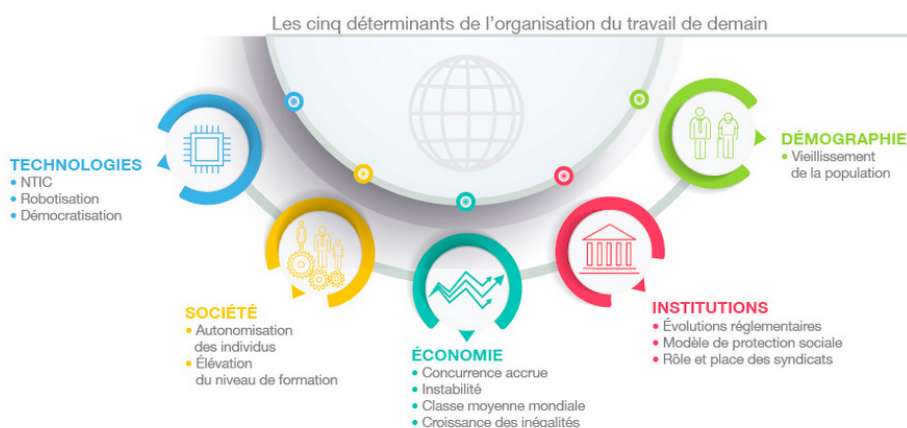 Les cinq déterminants de l'organisation du travail de demain
TECHNOLOGIES
• NTIC
• Robotisation
• Démocratisation
SOCIÉTÉ
• Autonomisation
des individus
• Élévation
du niveau de formation
ÉCONOMIE
• Concurrence accrue
• Instabilité
• Classe moyenne mondiale
• Croissance des inégalités
INSTITUTIONS
• Évolutions réglementaires
• Modèle de protection sociale
• Rôle et place des syndicats
DÉMOGRAPHIE
• Vieillissement
de la population